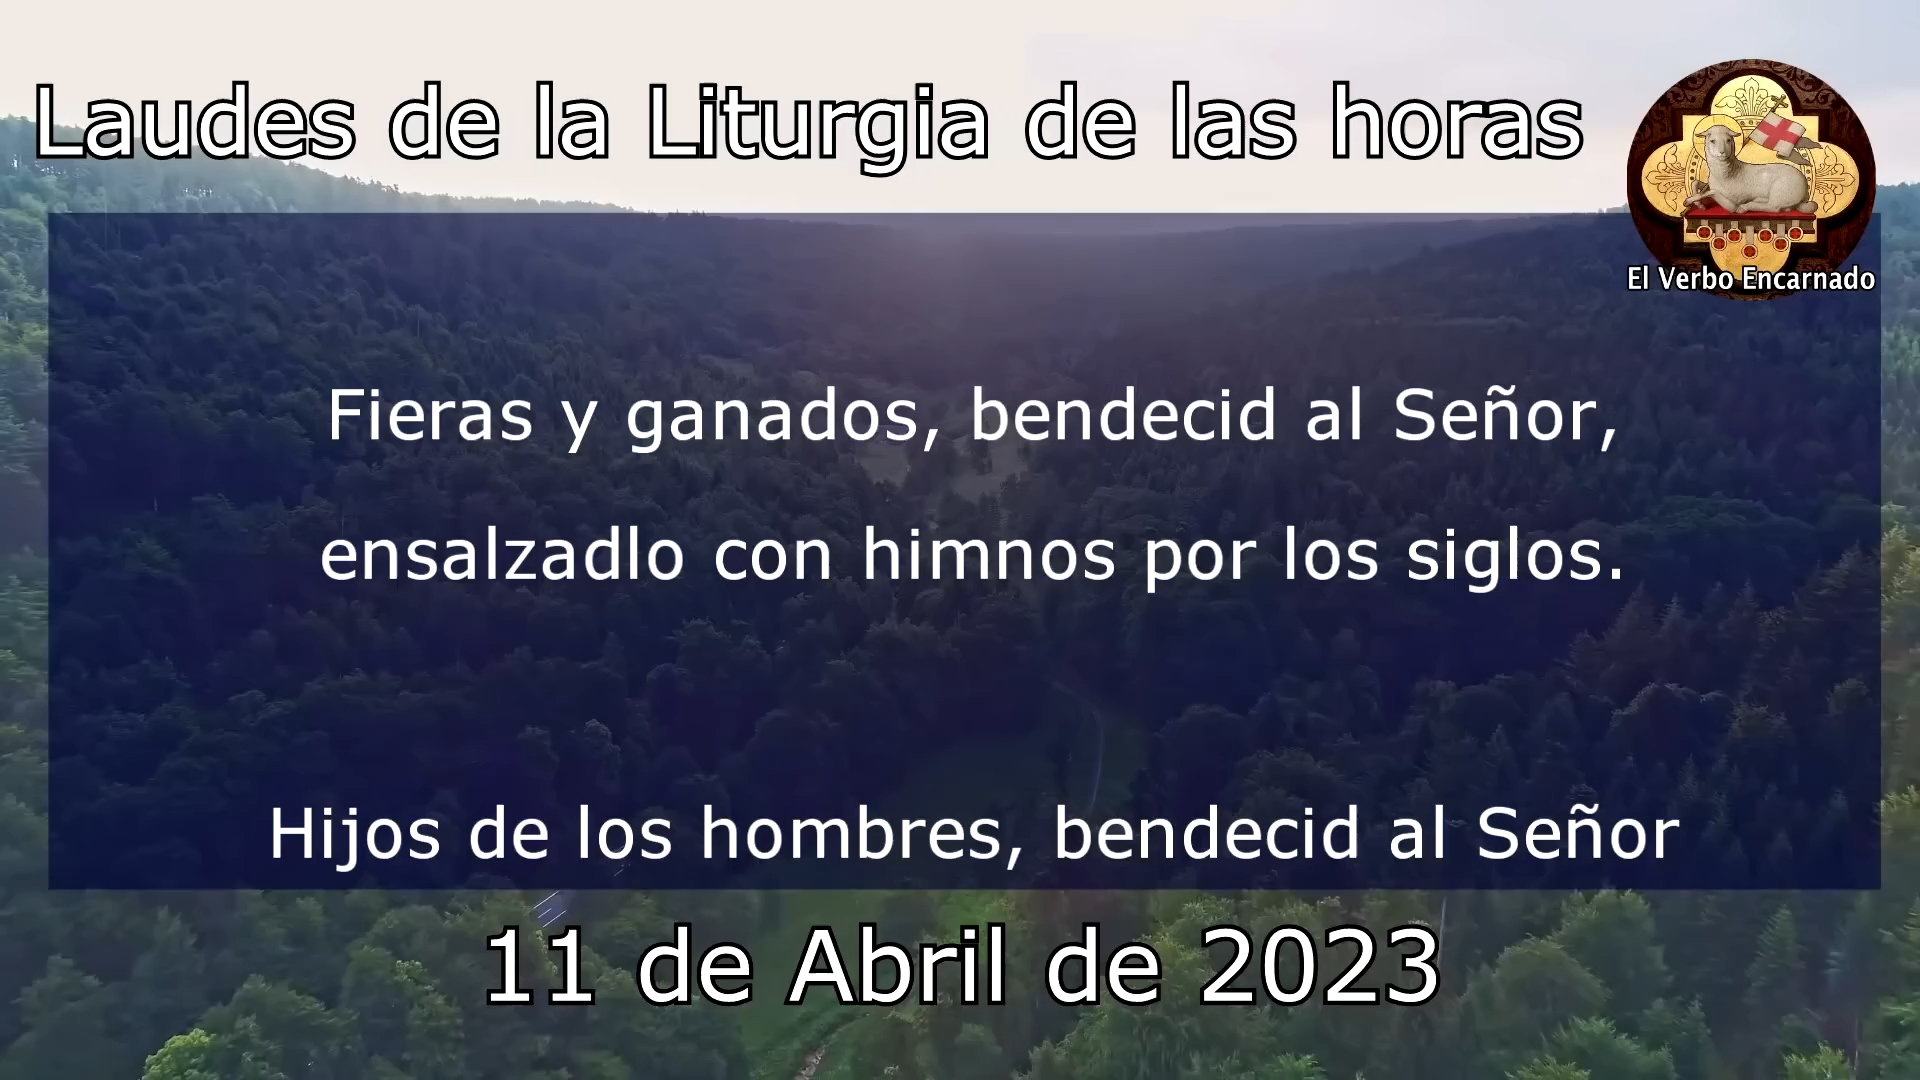 Laudes de la Liturgia de las horas
El Verbo Encarnado
Fieras y ganados, bendecid al Señor,
ensalzadlo con himnos por los siglos.
Hijos de los hombres, bendecid al Señor
11 de Abril de 2023